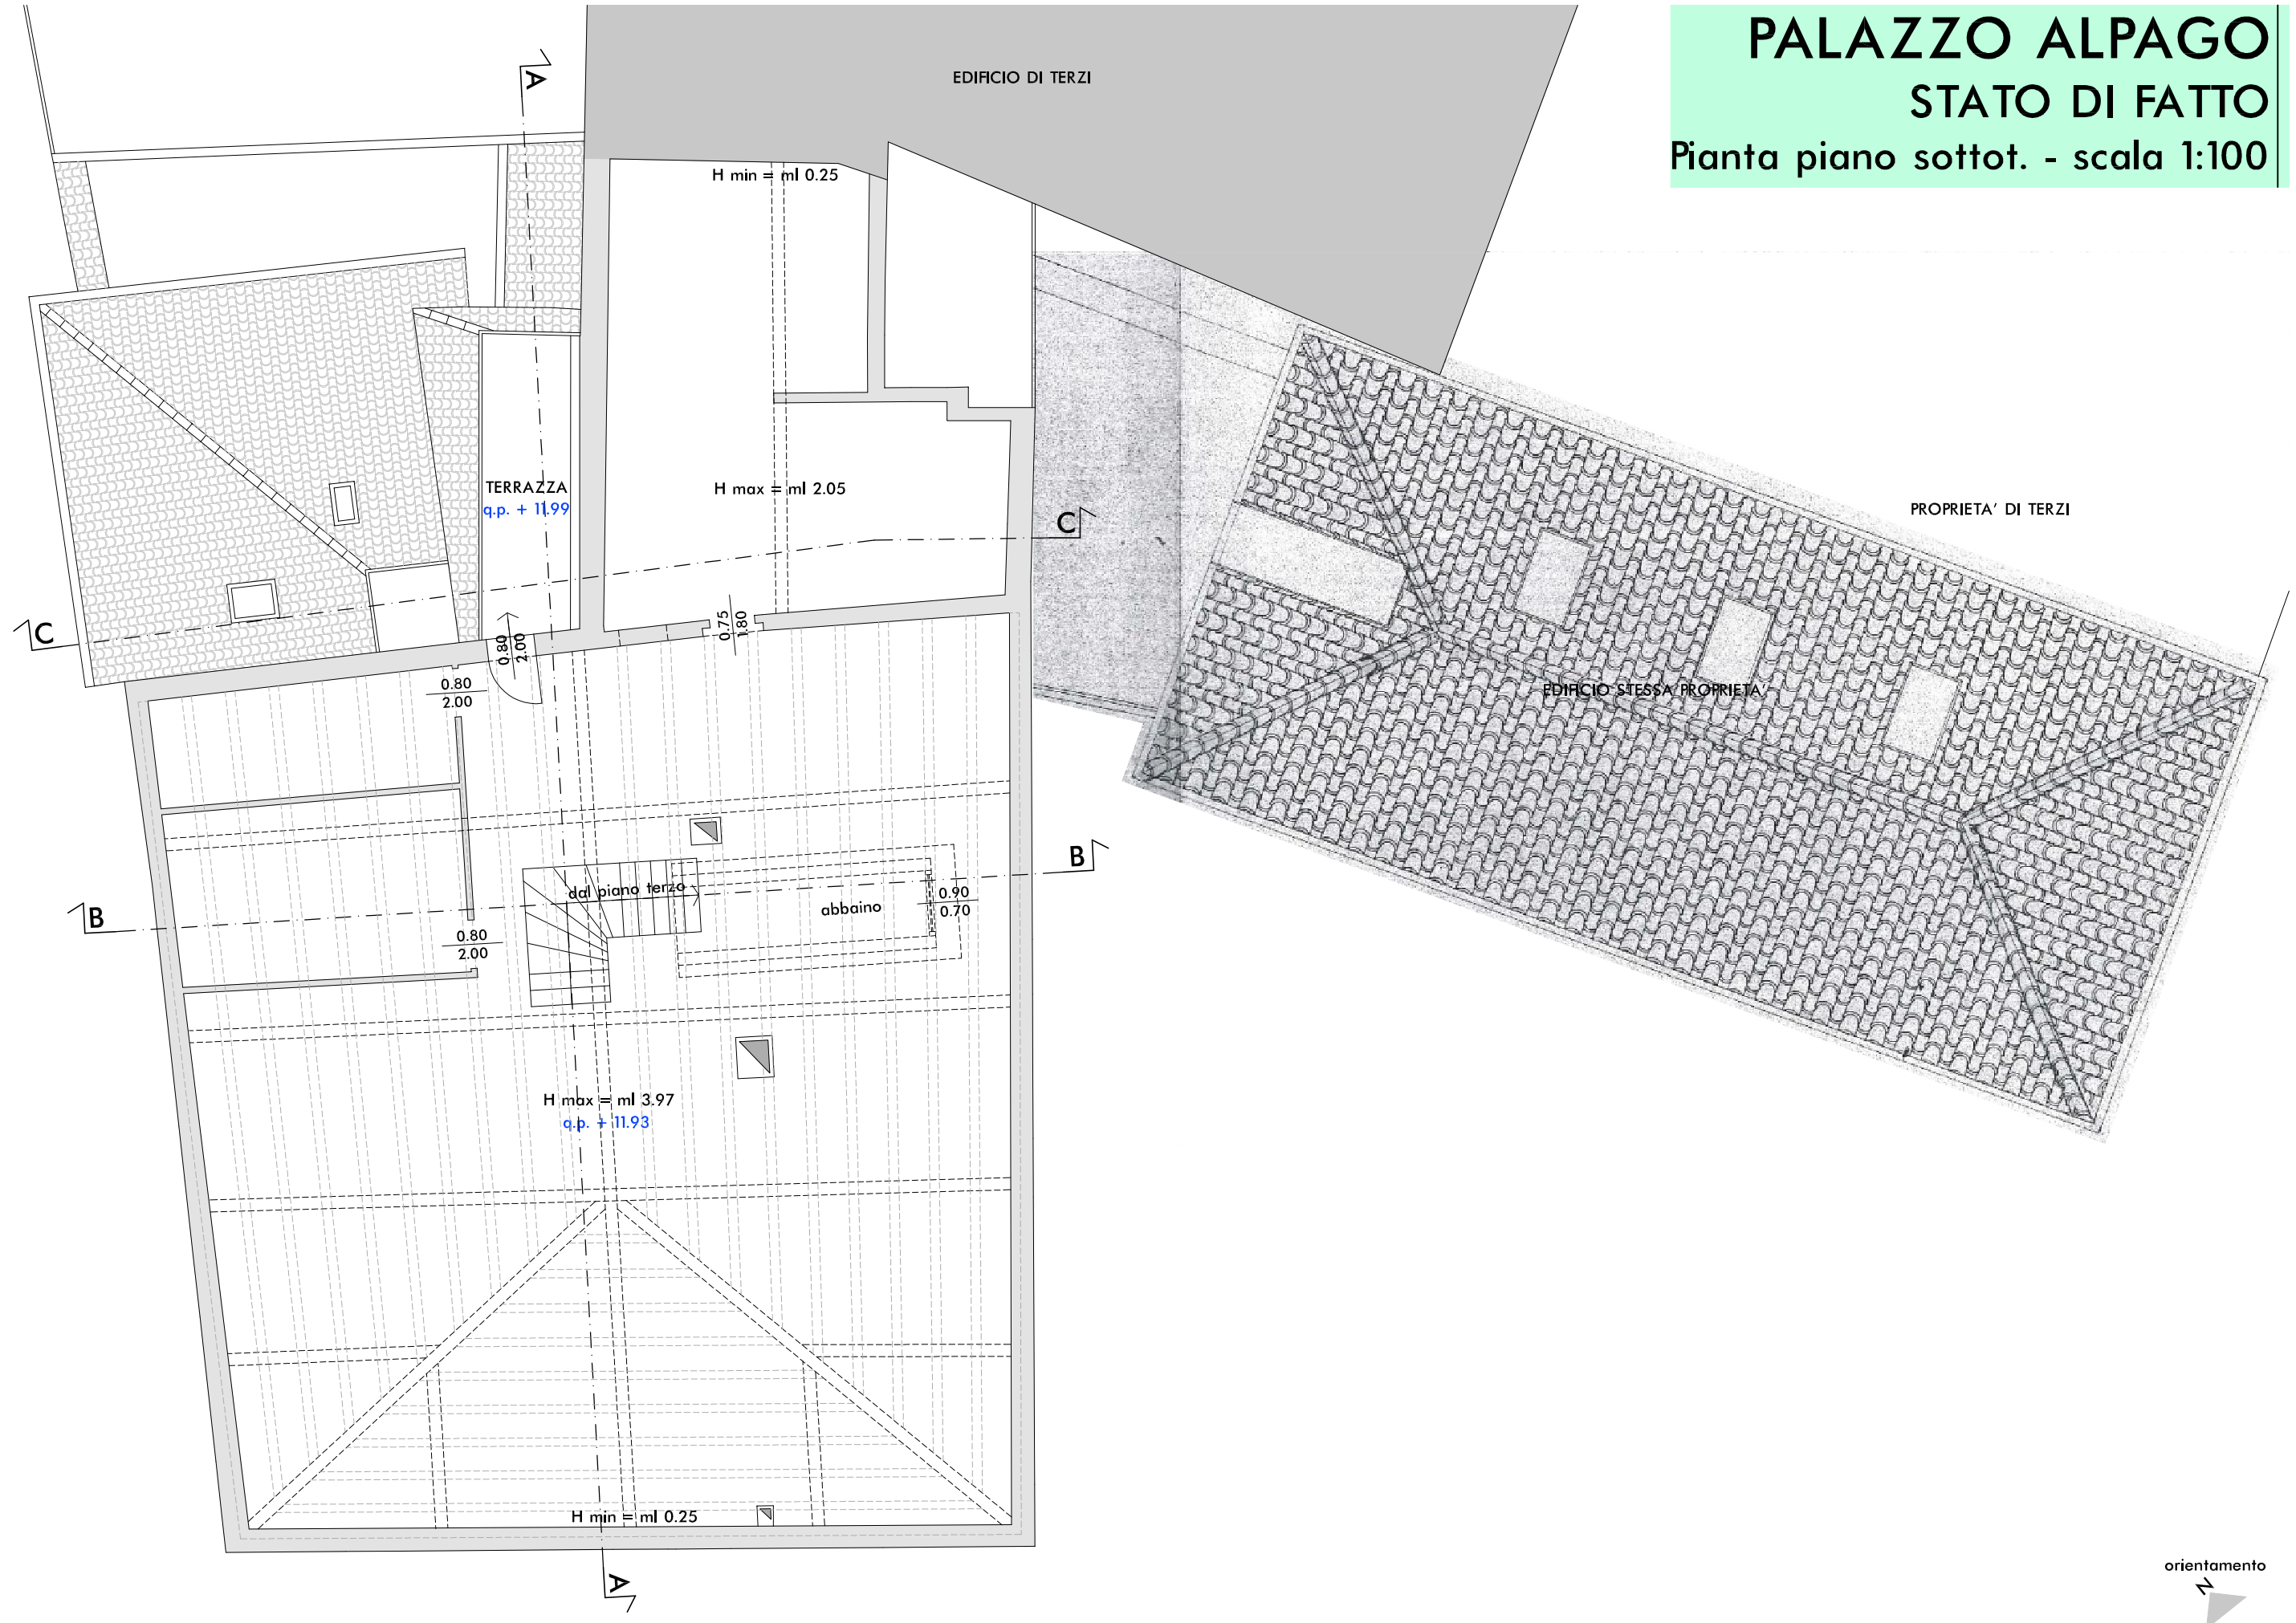 PALAZZO ALPAGO
STATO DI FATTO
Pianta piano sottot. - scala 1:100
A
EDIFICIO DI TERZI
H min = ml 0.25
TERRAZZA
q.p. + 11.99
H max = ml 2.05
C
PROPRIETA' DI TERZI
C
0.80
2.00
0.75
1.80
0.80
2.00
EDIFICIO STESSA PROPRIETA'
B
dal piano terzo
abbaino
0.90
0.70
B
0.80
2.00
H max = ml 3.97
q.p. + 11.93
H min = ml 0.25
A
orientamento
N